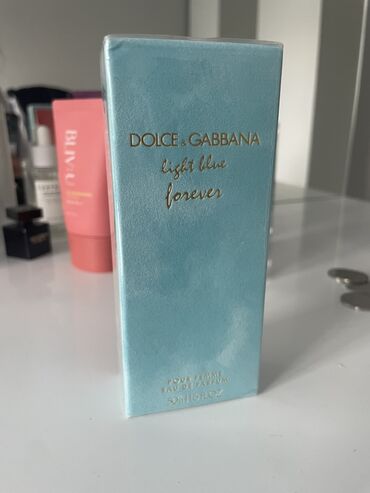 DOLCE & GABBANA
light blue
forever
POUR FEMME
EAU DE PARFUM